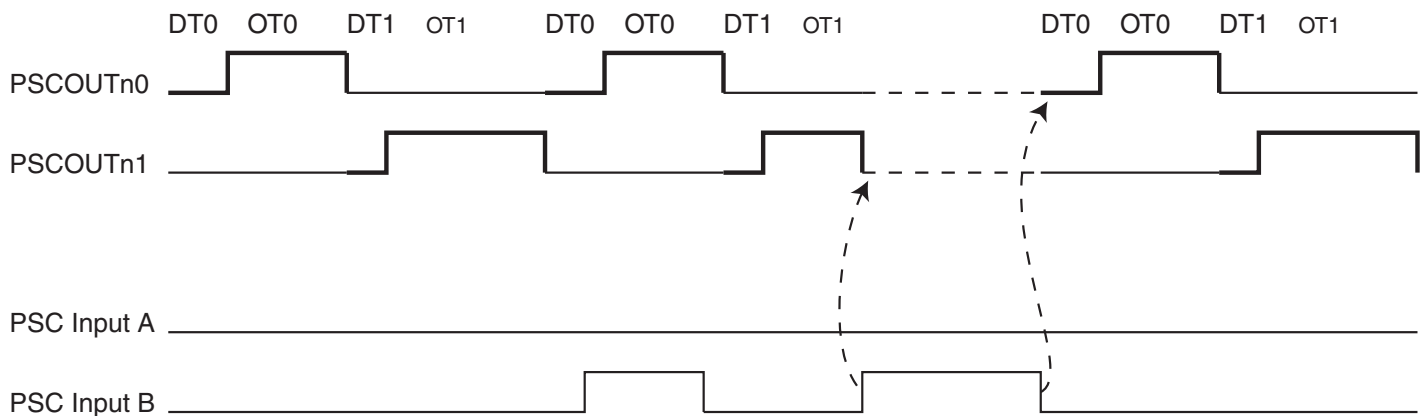 DT0 OT0 DT1 OT1 DT0 OT0 DT1 OT1 DT0 OT0 DT1 OT1
PSCOUTn0
PSCOUTn1
PSC Input A
PSC Input B